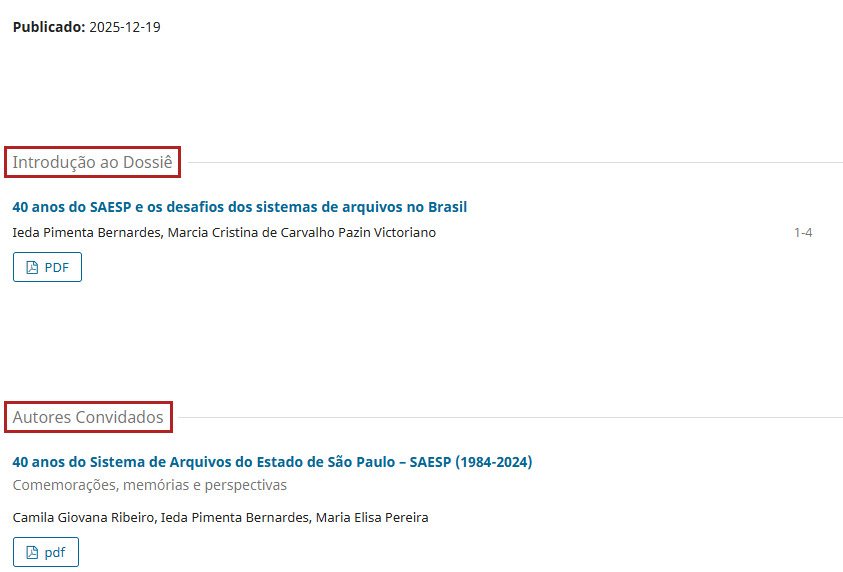 Publicado: 2025-12-19
Introdução ao Dossiê
40 anos do SAESP e os desafios dos sistemas de arquivos no Brasil
Ieda Pimenta Bernardes, Marcia Cristina de Carvalho Pazin Victoriano 1-4
PDF
Autores Convidados
40 anos do Sistema de Arquivos do Estado de São Paulo – SAESP (1984-2024)
Comemorações, memórias e perspectivas
Camila Giovana Ribeiro, Ieda Pimenta Bernardes, Maria Elisa Pereira
pdf